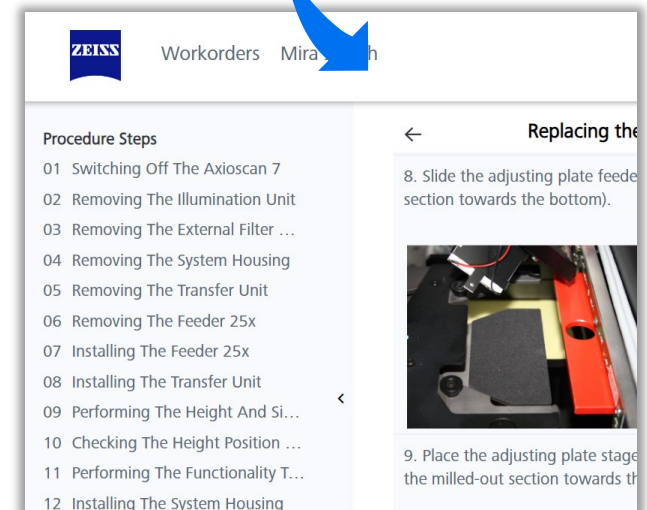 ZEISS
Workorders Mira
Procedure Steps
01 Switching Off The Axioscan 7
02 Removing The Illumination Unit
03 Removing The External Filter …
04 Removing The System Housing
05 Removing The Transfer Unit
06 Removing The Feeder 25x
07 Installing The Feeder 25x
08 Installing The Transfer Unit
09 Performing The Height And Si…
10 Checking The Height Position …
11 Performing The Functionality T…
12 Installing The System Housing
Replacing the
8. Slide the adjusting plate feede
section towards the bottom).
9. Place the adjusting plate stage
the milled-out section towards th